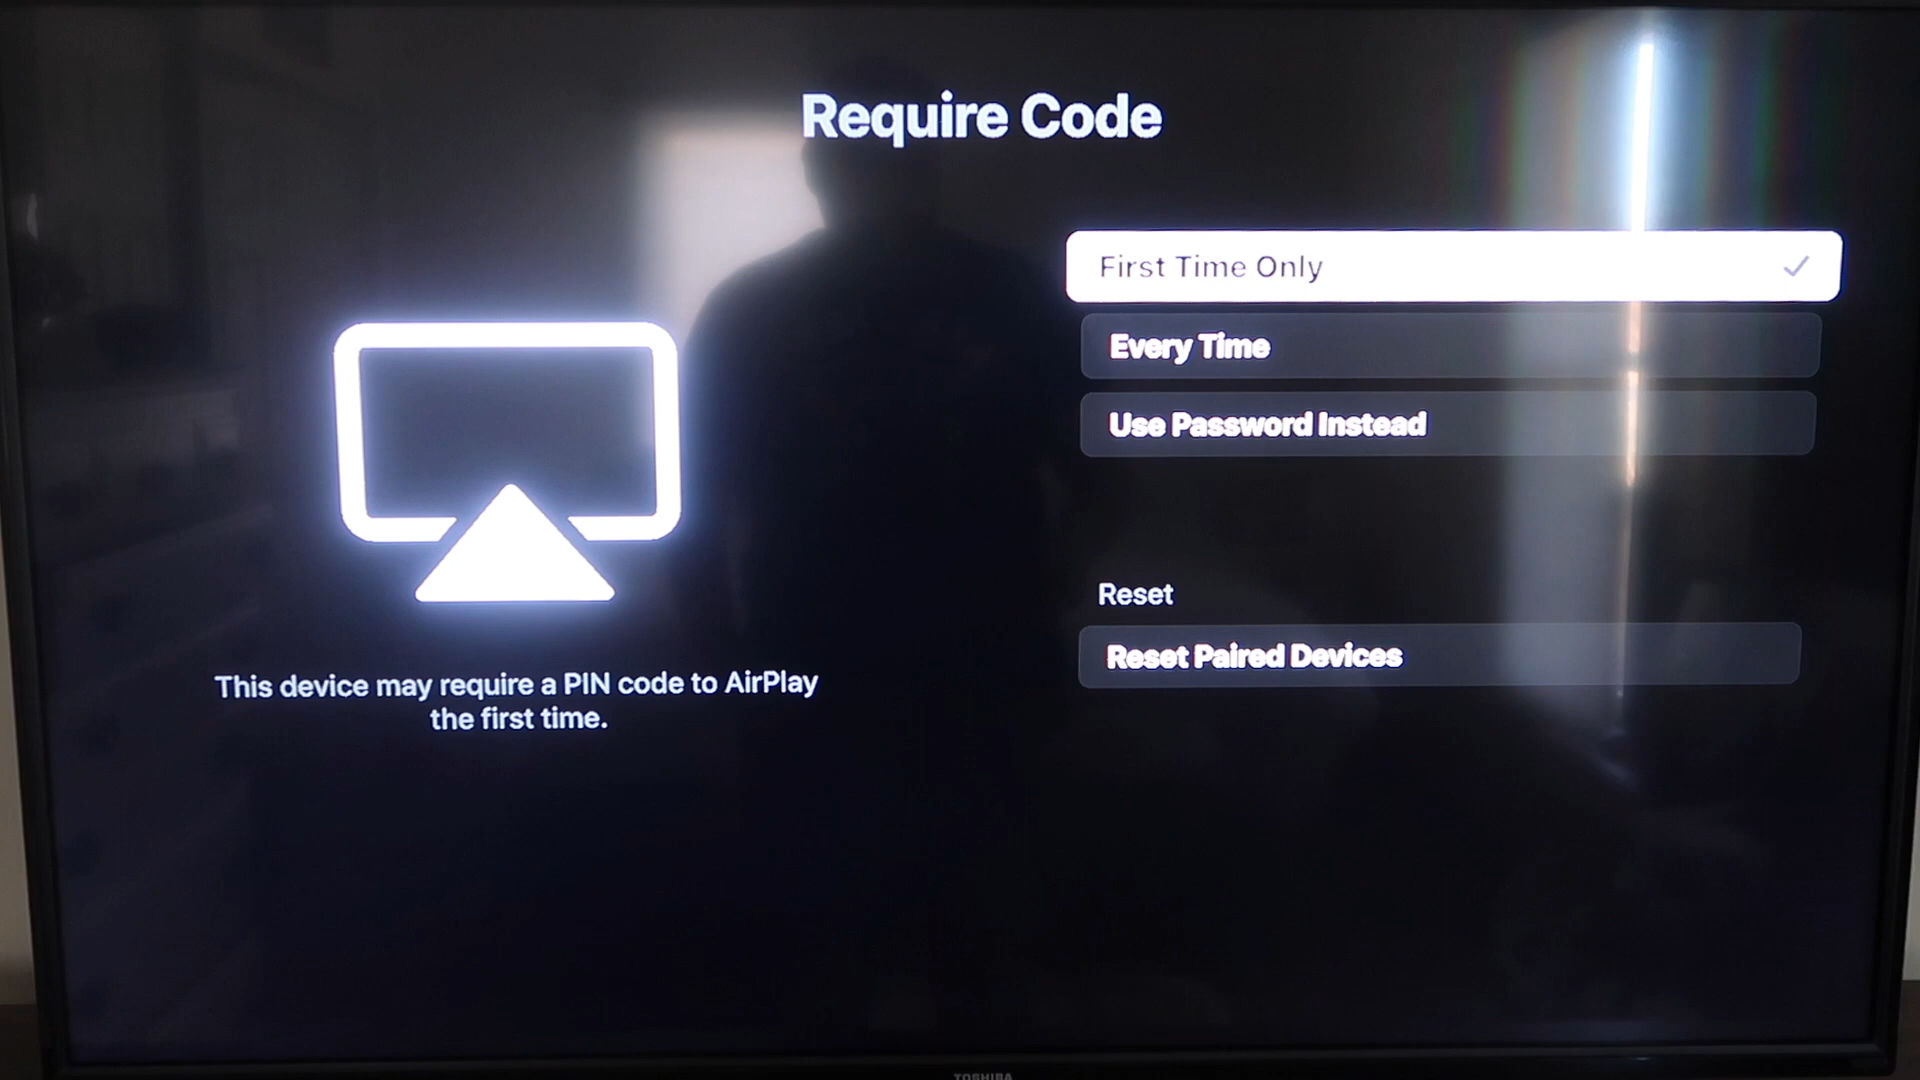 Require Code
First Time Only
Every Time
Use Password Instead
Reset
Reset Paired Devices
This device may require a PIN code to AirPlay
the first time.
TOSHIBA